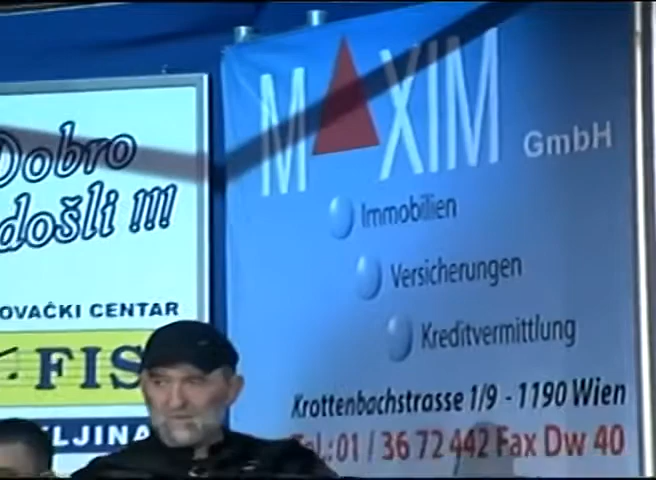 Dobro
došli !!!
CENTAR
FIS
MAXIM
GmbH
Immobilien
Versicherungen
Kreditvermittlung
Krottenbachstrasse 1/9 - 1190 Wien
Tel.:01 / 36 72 442 Fax Dw 40